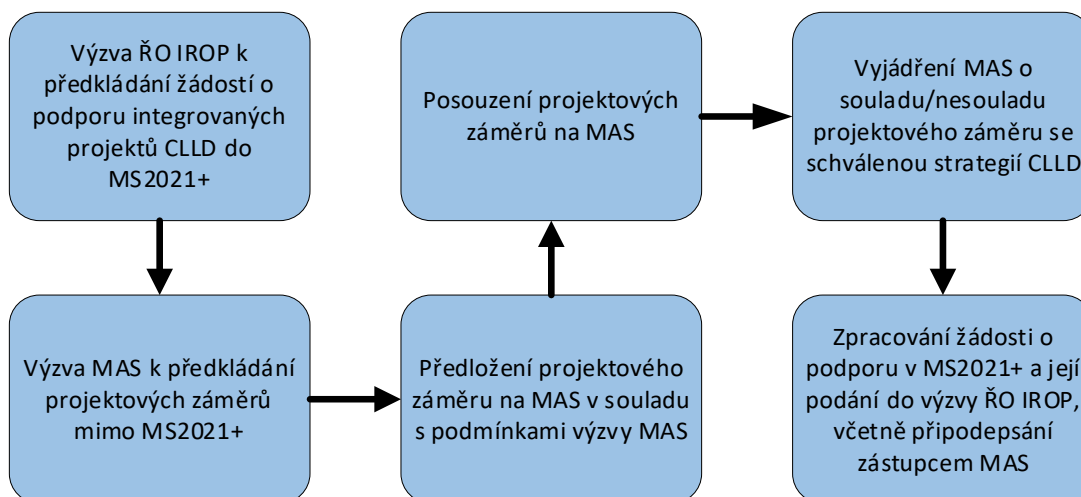 Výzva ŘO IROP k
předkládání žádostí o
podporu integrovaných
projektů CLLD do
MS2021+
Výzva MAS k předkládání
projektových záměrů
mimo MS2021+
Předložení projektového
záměru na MAS v souladu
s podmínkami výzvy MAS
Posouzení projektových
záměrů na MAS
Vyjádření MAS o
souladu/nesouladu
projektového záměru se
schválenou strategií CLLD
Zpracování žádosti o
podporu v MS2021+ a její
podání do výzvy ŘO IROP,
včetně připodepsání
zástupcem MAS